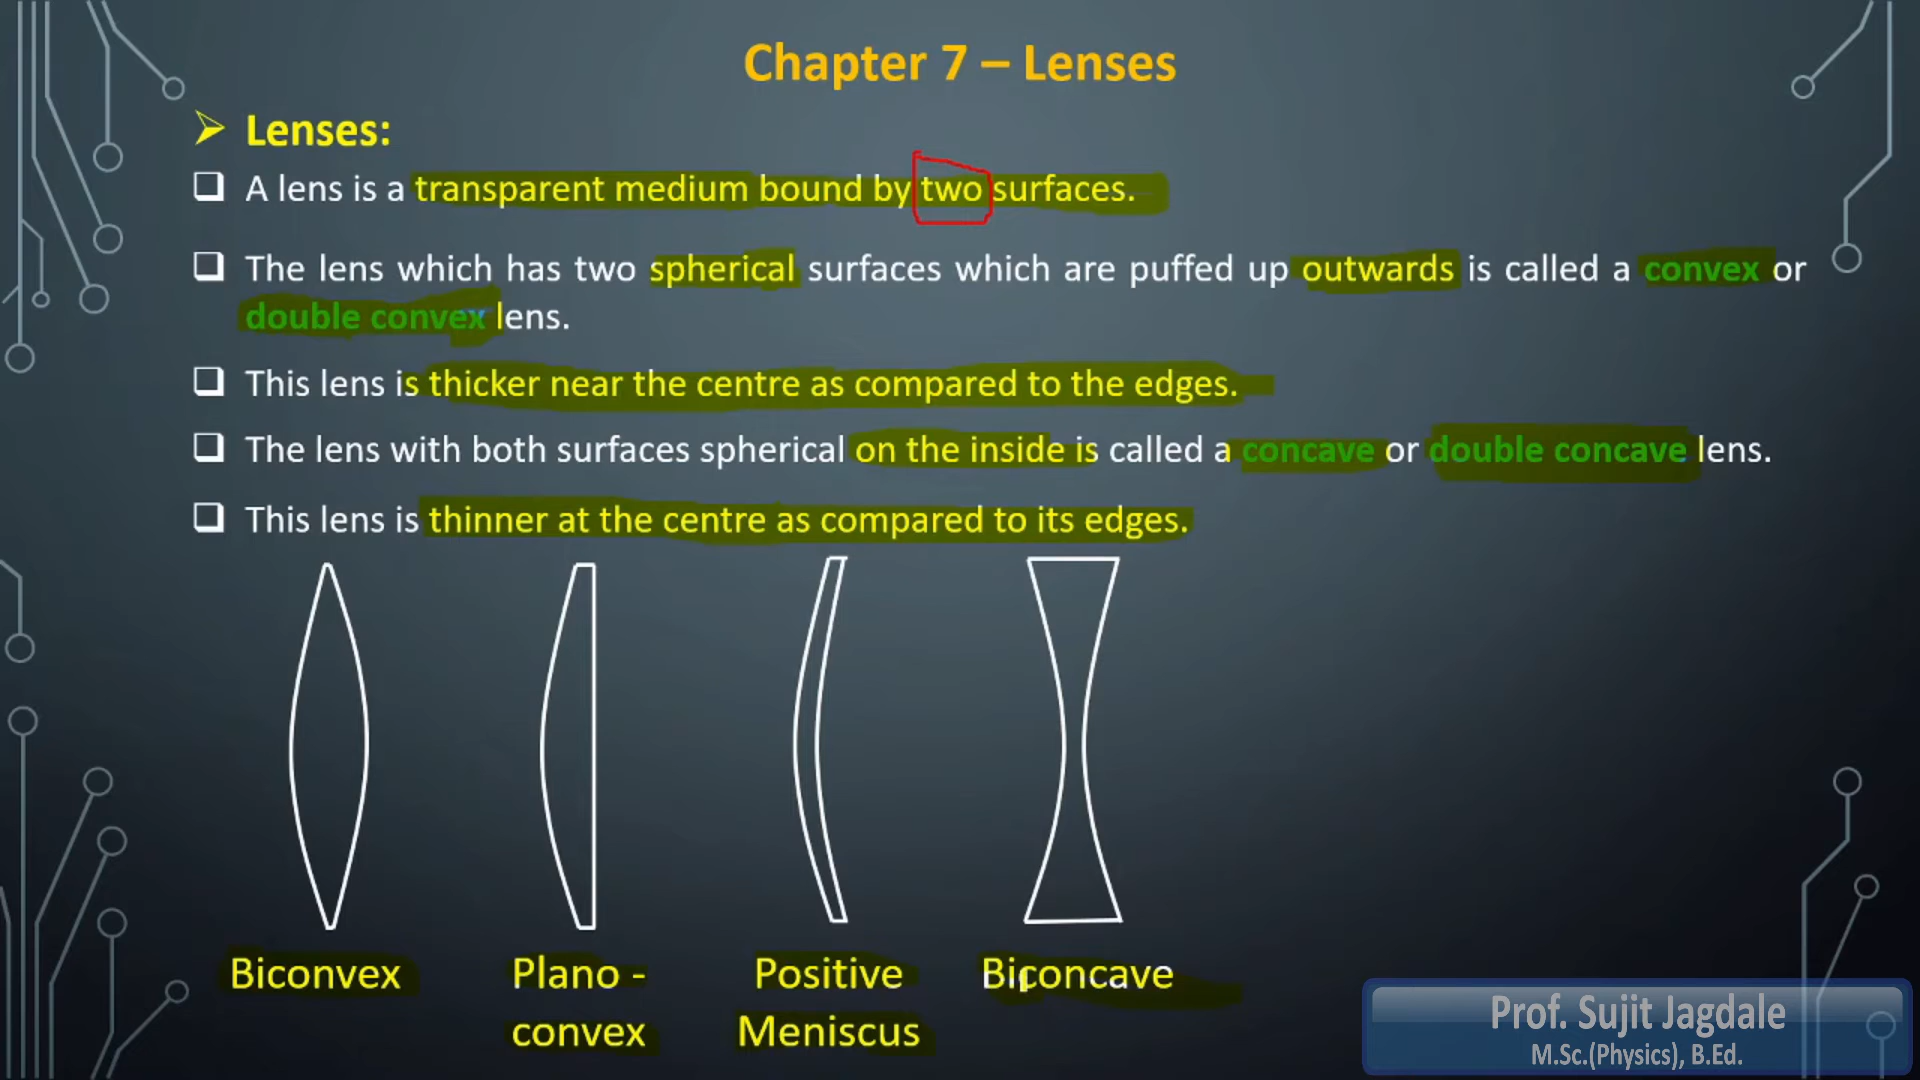 Chapter 7 – Lenses
Lenses:
A lens is a transparent medium bound by two surfaces.
The lens which has two spherical surfaces which are puffed up outwards is called a convex or
double convex lens.
This lens is thicker near the centre as compared to the edges.
The lens with both surfaces spherical on the inside is called a concave or double concave lens.
This lens is thinner at the centre as compared to its edges.
Biconvex
Plano -
convex
Positive
Meniscus
Biconcave
Prof. Sujit Jagdale
M.Sc.(Physics), B.Ed.